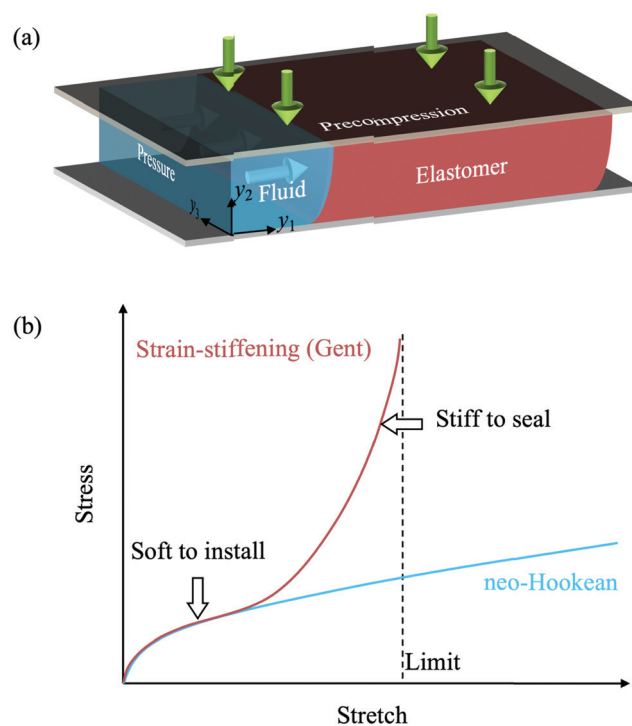 (a)
Precompression
Pressure
Fluid
Elastomer
y2
y3
y1
(b)
Strain-stiffening (Gent)
Stiff to seal
Soft to install
neo-Hookean
Limit
Stress
Stretch